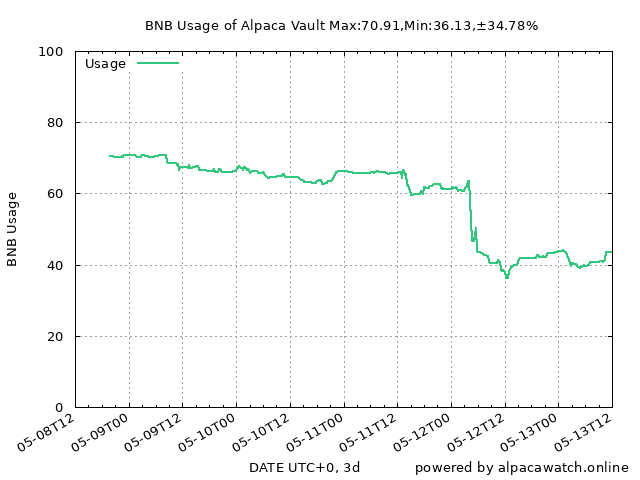 BNB Usage of Alpaca Vault Max:70.91,Min:36.13,±34.78%
100
Usage
80
60
40
20
0
BNB Usage
05-08T12
05-09T00
05-09T12
05-10T00
05-10T12
05-11T00
05-11T12
05-12T00
05-12T12
05-13T00
05-13T12
DATE UTC+0, 3d
powered by alpacawatch.online